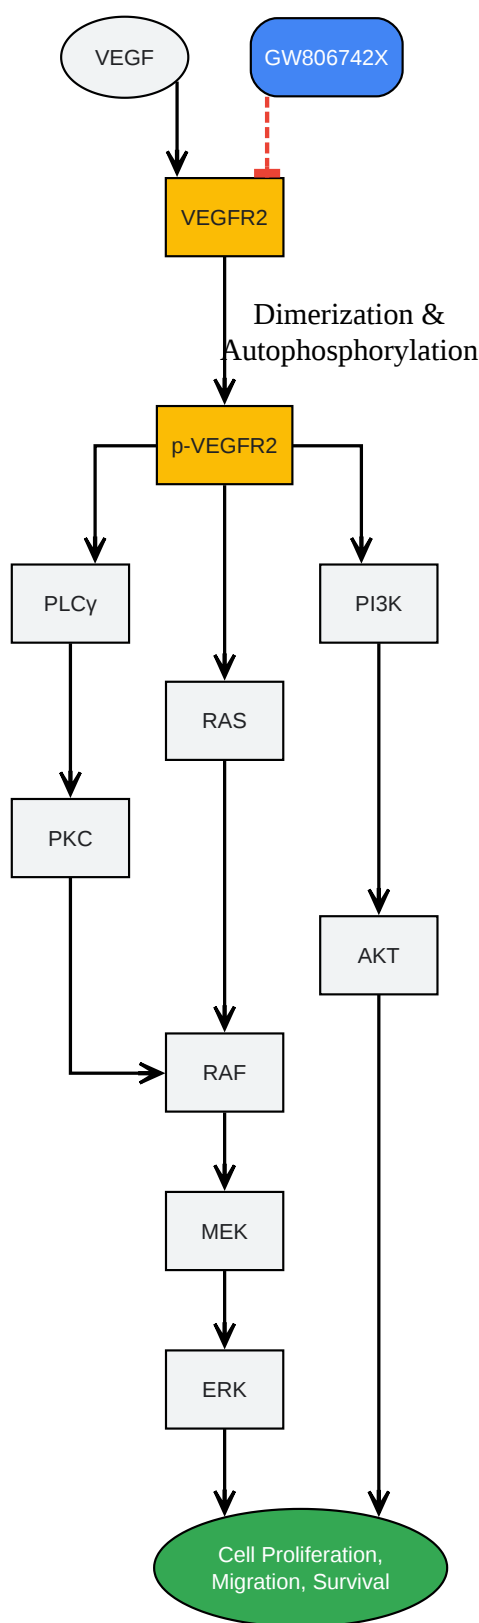 VEGF
GW806742X
VEGFR2
Dimerization &
Autophosphorylation
p-VEGFR2
PLCγ
PI3K
RAS
PKC
AKT
RAF
MEK
ERK
Cell Proliferation,
Migration, Survival